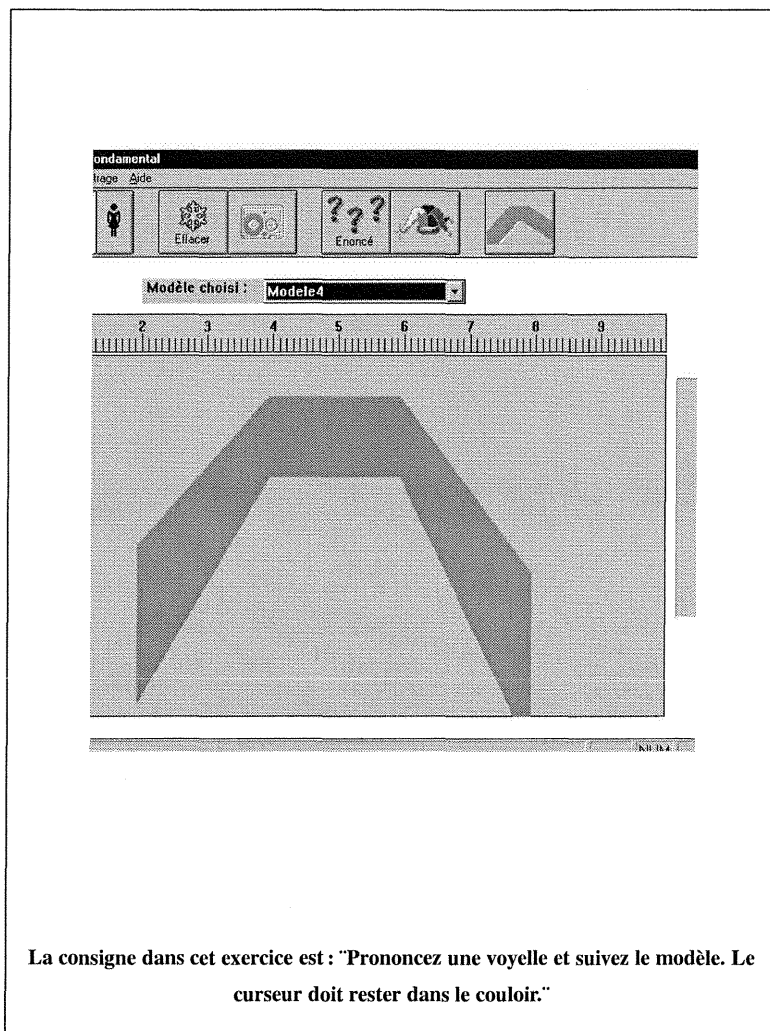 ondamental
trage Aide
Effacer
? ? ?
Enoncé
Modèle choisi :
Modele4
2 3 4 5 6 7 8 9
NUM
La consigne dans cet exercice est : ¨Prononcez une voyelle et suivez le modèle. Le
curseur doit rester dans le couloir.¨